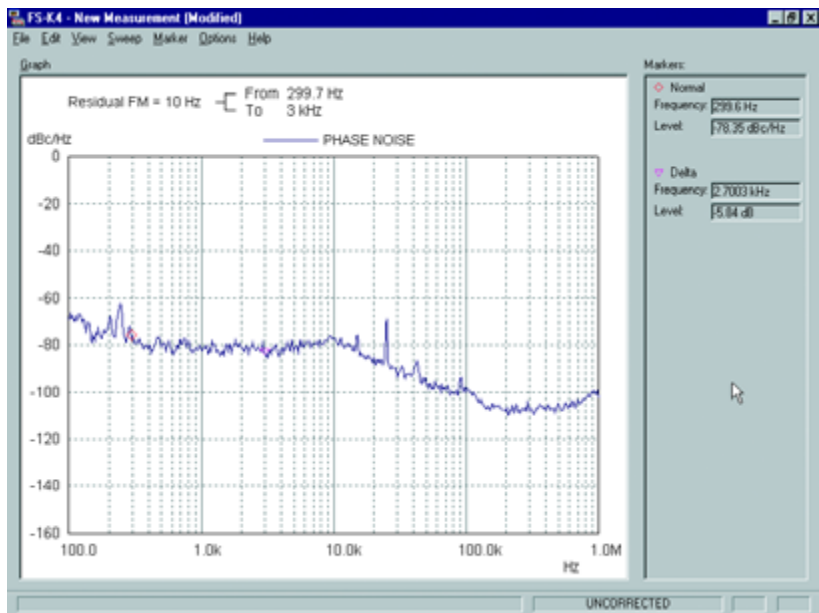 FS-K4 - New Measurement (Modified)
File Edit View Sweep Marker Options Help
Graph
Residual FM = 10 Hz From 299.7 Hz
To 3 kHz
dBc/Hz
PHASE NOISE
0
-20
-40
-60
-80
-100
-120
-140
-160
100.0 1.0k 10.0k 100.0k 1.0M
Hz
Markers:
Normal
Frequency: 299.6 Hz
Level: -78.35 dBc/Hz
Delta
Frequency: 2.7003 kHz
Level: -5.84 dB
UNCORRECTED